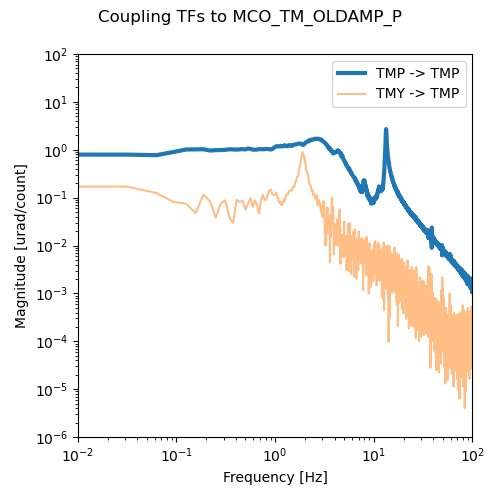 Coupling TFs to MCO_TM_OLDAMP_P
TMP -> TMP
TMY -> TMP
Magnitude [urad/count]
10²
10¹
10⁰
10⁻¹
10⁻²
10⁻³
10⁻⁴
10⁻⁵
10⁻⁶
10⁻² 10⁻¹ 10⁰ 10¹ 10²
Frequency [Hz]